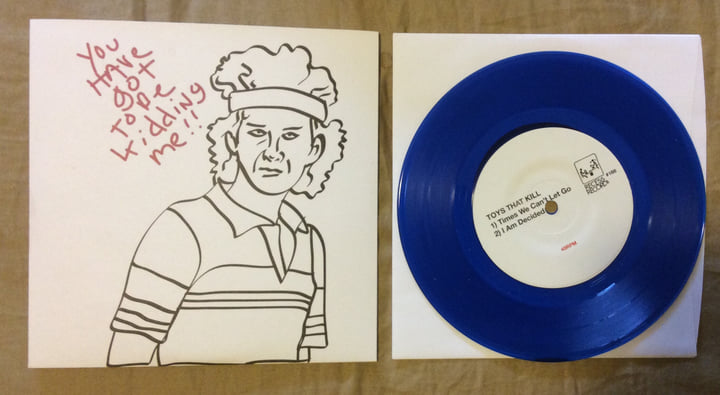 You
HAVE
got
TO BE
kidding
me!!
TOYS THAT KILL
1) Times We Can't Let Go
2) I Am Decided
45RPM
RECESS
RECORDS
#186